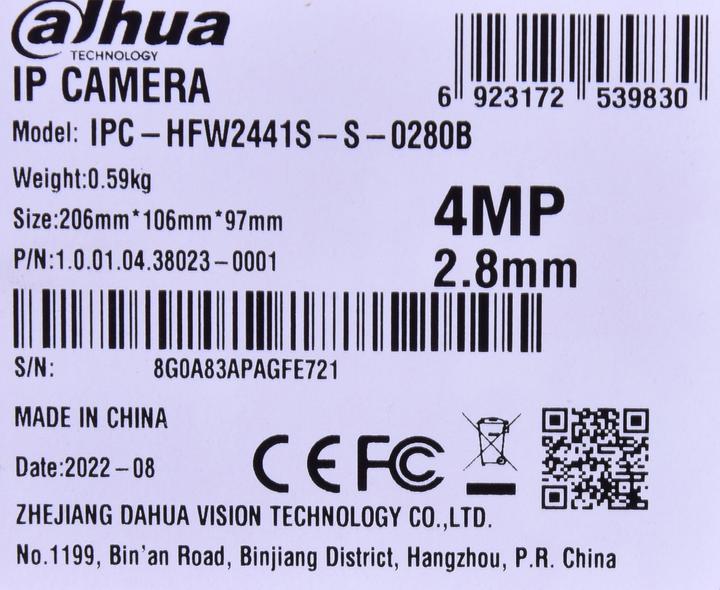 alhua
TECHNOLOGY
IP CAMERA
6 923172 539830
Model: IPC-HFW2441S-S-0280B
Weight:0.59kg
Size:206mm*106mm*97mm
P/N:1.0.01.04.38023-0001
4MP
2.8mm
S/N: 8G0A83APAGFE721
MADE IN CHINA
Date:2022-08
CE FC
ZHEJIANG DAHUA VISION TECHNOLOGY CO.,LTD.
No.1199, Bin'an Road, Binjiang District, Hangzhou, P.R. China